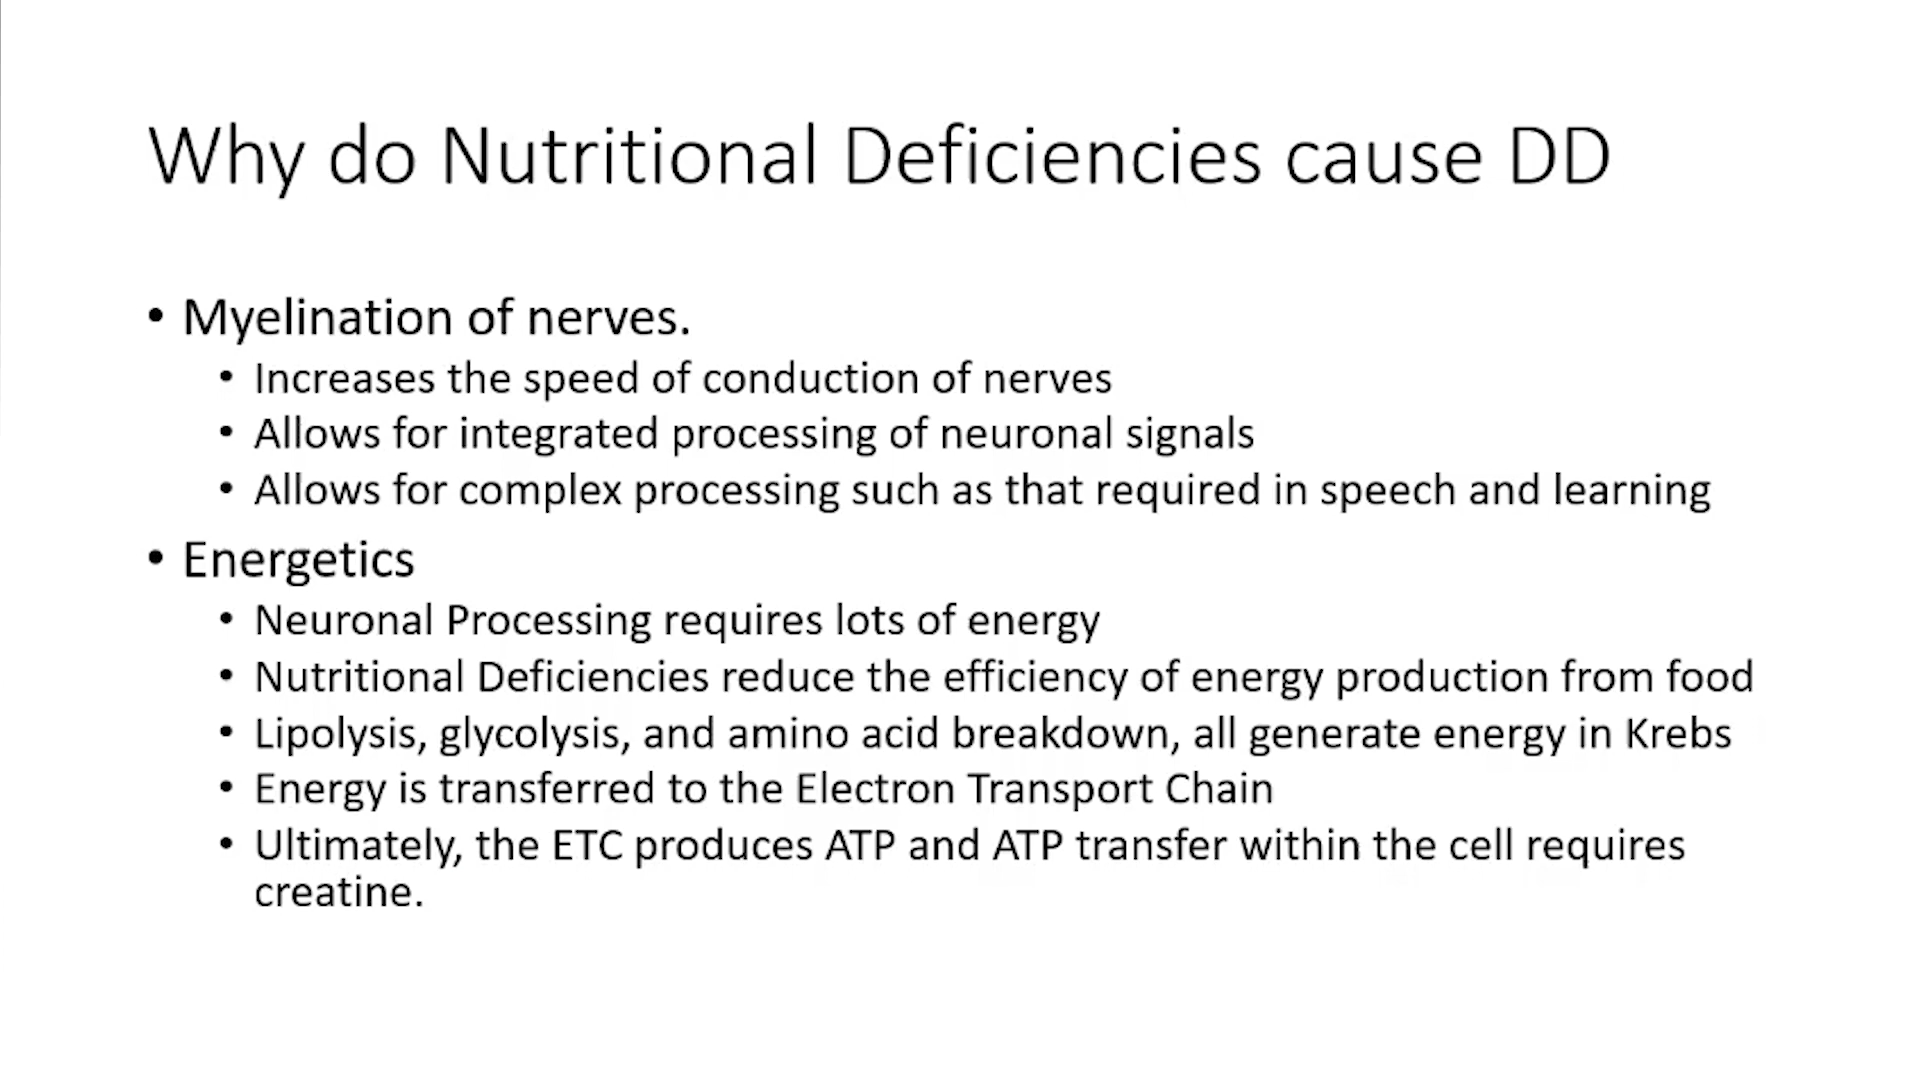 Why do Nutritional Deficiencies cause DD
• Myelination of nerves.
• Increases the speed of conduction of nerves
• Allows for integrated processing of neuronal signals
• Allows for complex processing such as that required in speech and learning
• Energetics
• Neuronal Processing requires lots of energy
• Nutritional Deficiencies reduce the efficiency of energy production from food
• Lipolysis, glycolysis, and amino acid breakdown, all generate energy in Krebs
• Energy is transferred to the Electron Transport Chain
• Ultimately, the ETC produces ATP and ATP transfer within the cell requires
creatine.